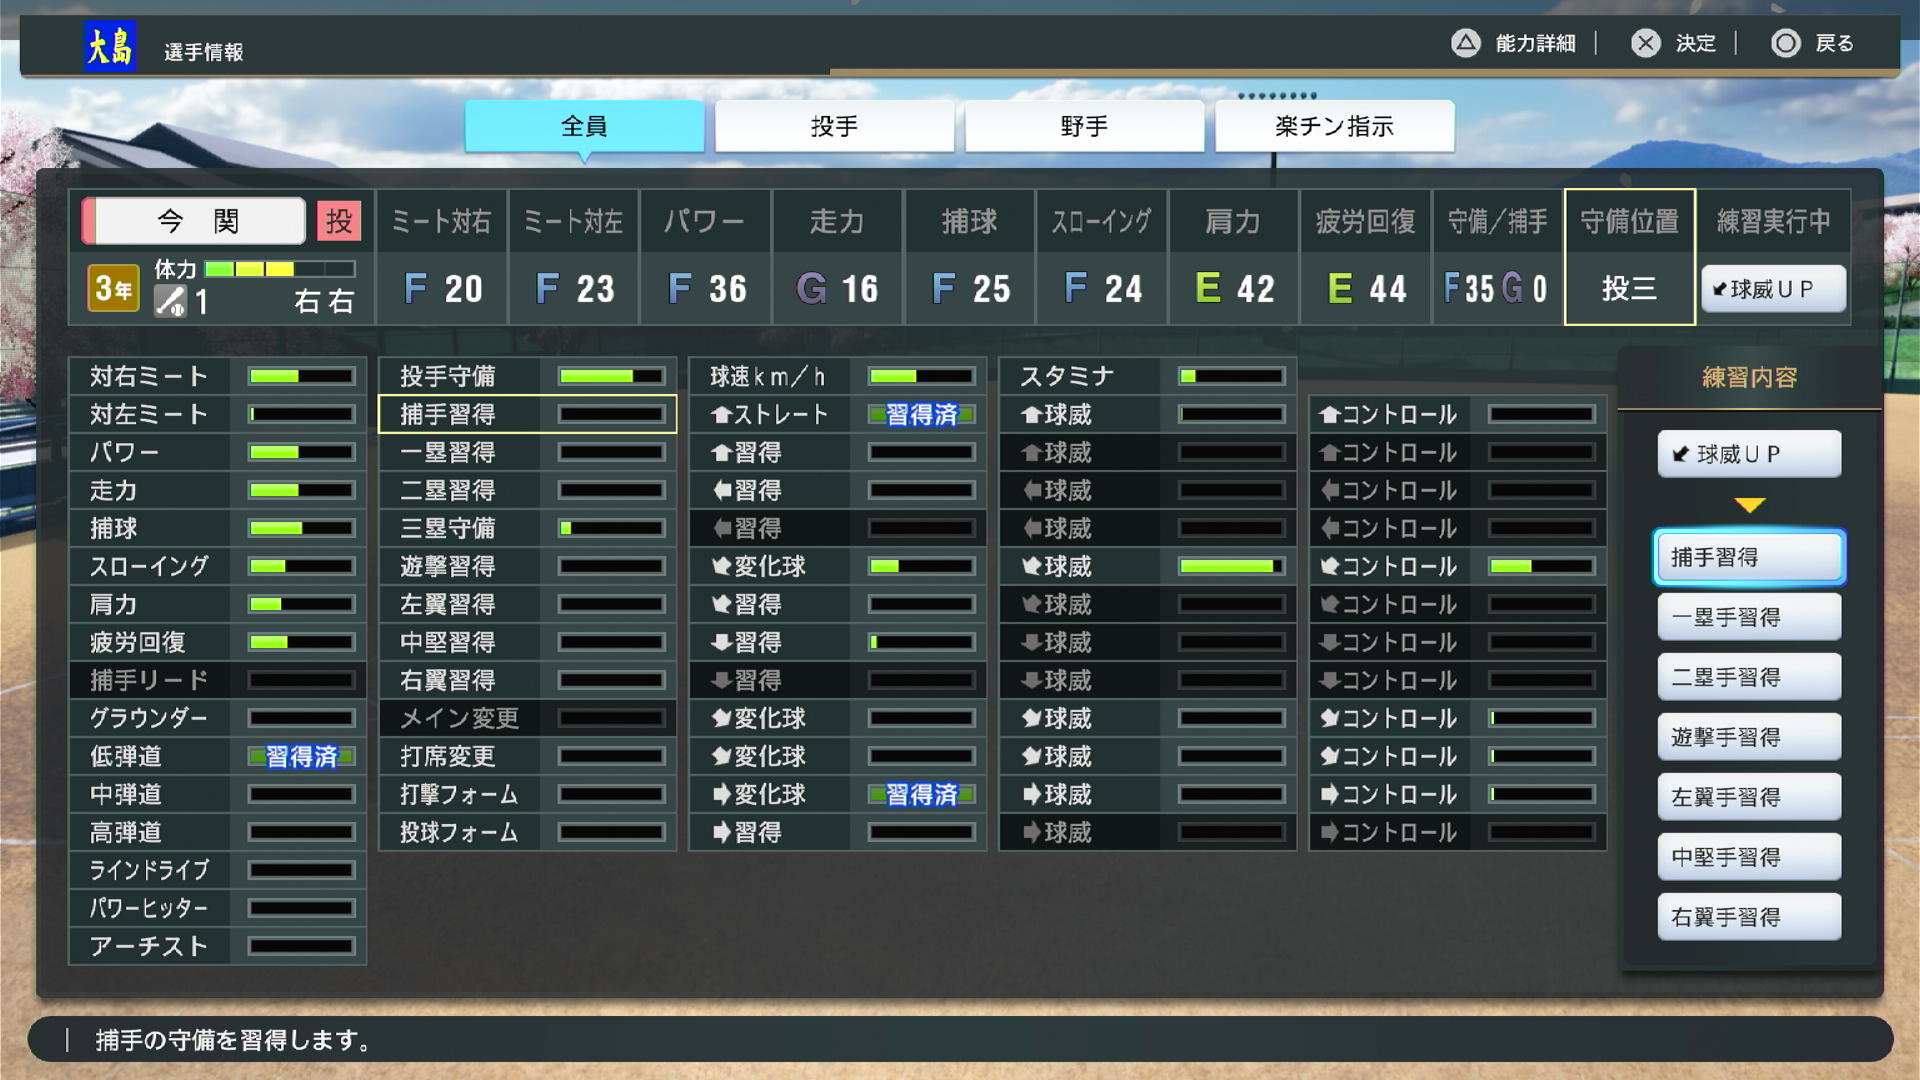 大島 選手情報 能力詳細 決定 戻る
全員 投手 野手 楽チン指示
今関 投 ミート対右 ミート対左 パワー 走力 捕球 スローイング 肩力 疲労回復 守備/捕手 守備位置 練習実行中
3年 体力 1 右右 F 20 F 23 F 36 G 16 F 25 F 24 E 42 E 44 F35 G 0 投三 球威UP
対右ミート 投手守備 球速km/h スタミナ
対左ミート 捕手習得 ストレート 習得済 球威 コントロール
パワー 一塁習得 習得 球威 コントロール
走力 二塁習得 習得 球威 コントロール
捕球 三塁守備 習得 球威 コントロール
スローイング 遊撃習得 変化球 球威 コントロール
肩力 左翼習得 習得 球威 コントロール
疲労回復 中堅習得 習得 球威 コントロール
捕手リード 右翼習得 習得 球威 コントロール
グラウンダー メイン変更 変化球 球威 コントロール
低弾道 習得済 打席変更 変化球 球威 コントロール
中弾道 打撃フォーム 変化球 習得済 球威 コントロール
高弾道 投球フォーム 習得 球威 コントロール
ラインドライブ
パワーヒッター
アーチスト
練習内容
球威UP
捕手習得
一塁手習得
二塁手習得
遊撃手習得
左翼手習得
中堅手習得
右翼手習得
捕手の守備を習得します。